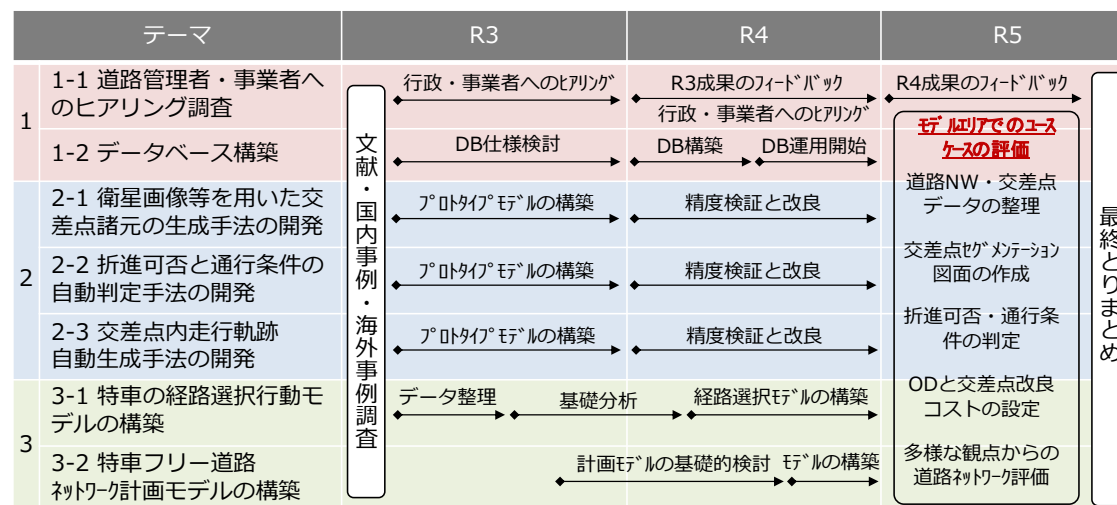 テーマ
R3
R4
R5
1
1-1 道路管理者・事業者へ
のヒアリング調査
行政・事業者へのﾋｱﾘﾝｸﾞ
R3成果のﾌｨｰﾄﾞﾊﾞｯｸ
行政・事業者へのﾋｱﾘﾝｸﾞ
R4成果のﾌｨｰﾄﾞﾊﾞｯｸ
1-2 データベース構築
DB仕様検討
DB構築
DB運用開始
文献・国内事例・海外事例調査
2
2-1 衛星画像等を用いた交
差点諸元の生成手法の開発
ﾌﾟﾛﾄﾀｲﾌﾟﾓﾃﾞﾙの構築
精度検証と改良
2-2 折進可否と通行条件の
自動判定手法の開発
ﾌﾟﾛﾄﾀｲﾌﾟﾓﾃﾞﾙの構築
精度検証と改良
2-3 交差点内走行軌跡
自動生成手法の開発
ﾌﾟﾛﾄﾀｲﾌﾟﾓﾃﾞﾙの構築
精度検証と改良
3
3-1 特車の経路選択行動モ
デルの構築
データ整理
基礎分析
経路選択ﾓﾃﾞﾙの構築
3-2 特車フリー道路
ﾈｯﾄﾜｰｸ計画モデルの構築
計画ﾓﾃﾞﾙの基礎的検討
ﾓﾃﾞﾙの構築
ﾓﾃﾞﾙｴﾘｱでのﾕｰｽ
ｹｰｽの評価
道路NW・交差点
データの整理
交差点ｾｸﾞﾒﾝﾃｰｼｮﾝ
図面の作成
折進可否・通行条
件の判定
ODと交差点改良
コストの設定
多様な観点からの
道路ﾈｯﾄﾜｰｸ評価
最終とりまとめ